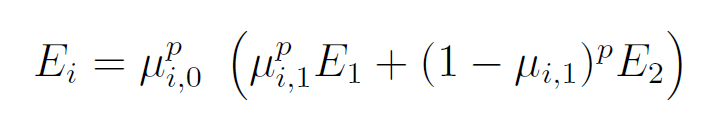 $E_i = \mu_{i,0}^p \left( \mu_{i,1}^p E_1 + (1 - \mu_{i,1})^p E_2 \right)$